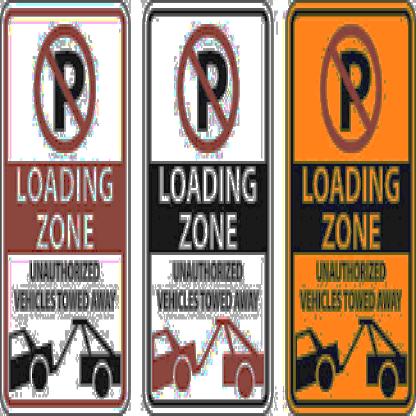 P
LOADING
ZONE
UNAUTHORIZED
VEHICLES TOWED AWAY
P
LOADING
ZONE
UNAUTHORIZED
VEHICLES TOWED AWAY
P
LOADING
ZONE
UNAUTHORIZED
VEHICLES TOWED AWAY